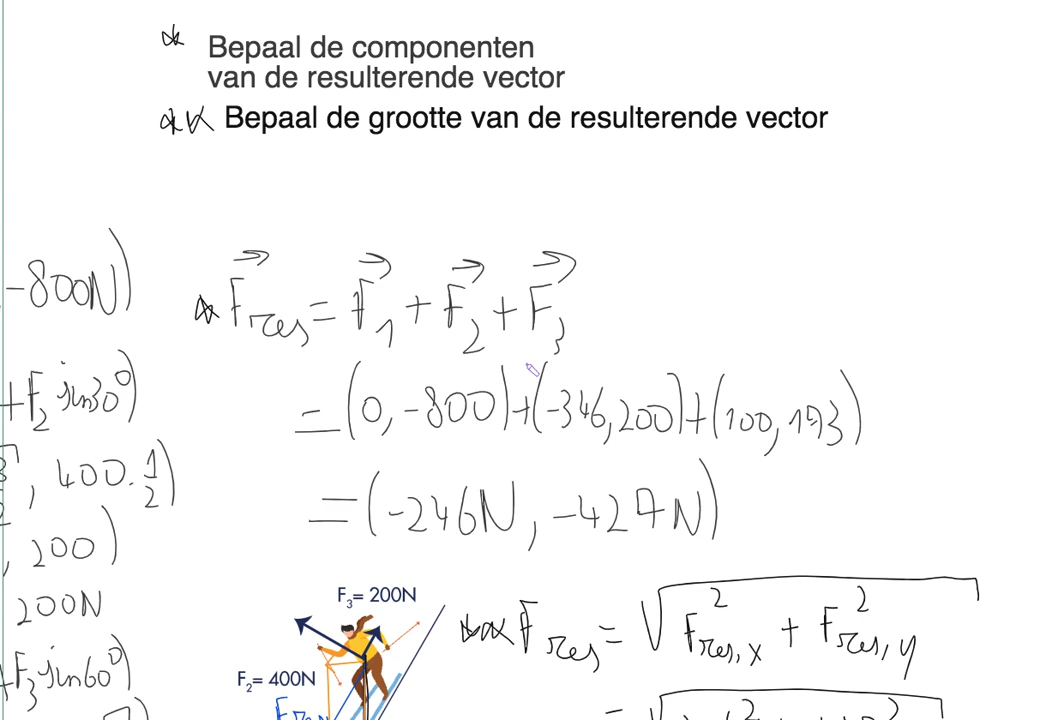 Bepaal de componenten
van de resulterende vector
Bepaal de grootte van de resulterende vector
-800N)
+F₂ sin30⁰)
, 400.1/2)
, 200)
200N
+F₃ sin60⁰)
F⃗res = F⃗₁ + F⃗₂ + F⃗₃
= (0, -800) + (-346, 200) + (100, 173)
= (-246N, -427N)
F₃= 200N
F₂= 400N
Fres = √F²res,x + F²res,y
= √